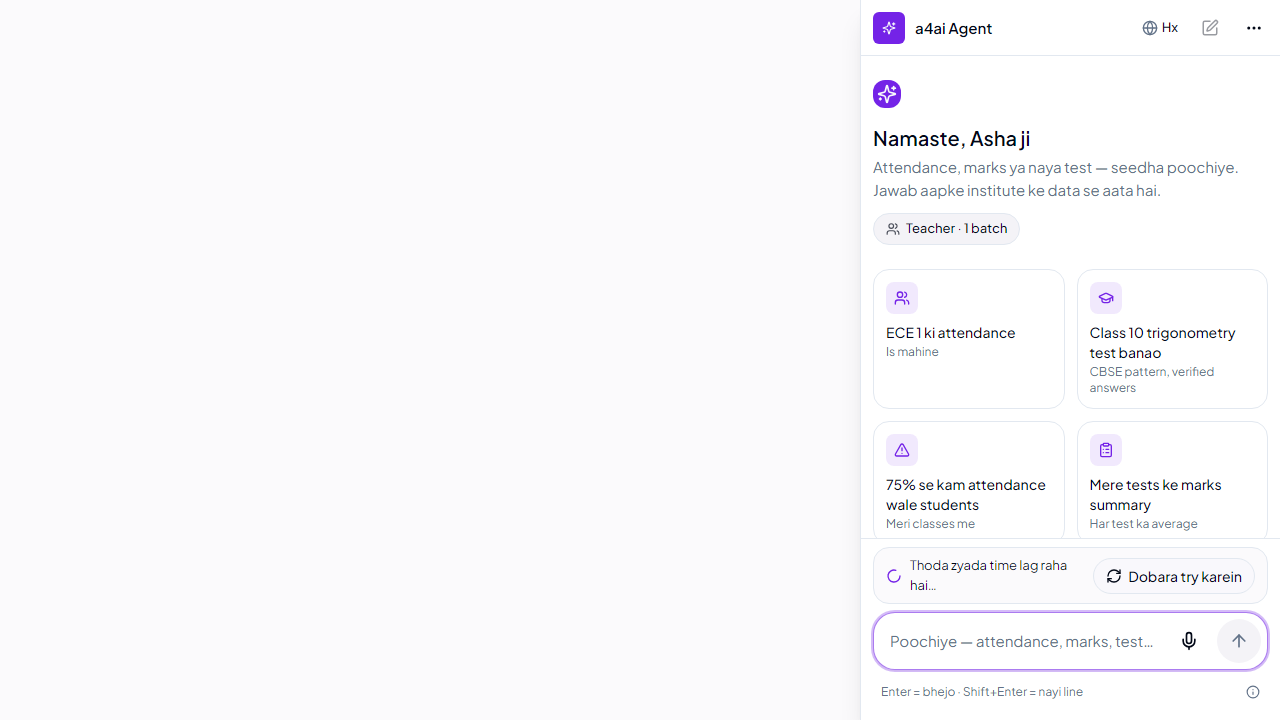 a4ai Agent
Hx
Namaste, Asha ji
Attendance, marks ya naya test — seedha poochiye.
Jawab aapke institute ke data se aata hai.
Teacher · 1 batch
ECE 1 ki attendance
Is mahine
Class 10 trigonometry
test banao
CBSE pattern, verified
answers
75% se kam attendance
wale students
Meri classes me
Mere tests ke marks
summary
Har test ka average
Thoda zyada time lag raha
hai…
Dobara try karein
Poochiye — attendance, marks, test…
Enter = bhejo · Shift+Enter = nayi line